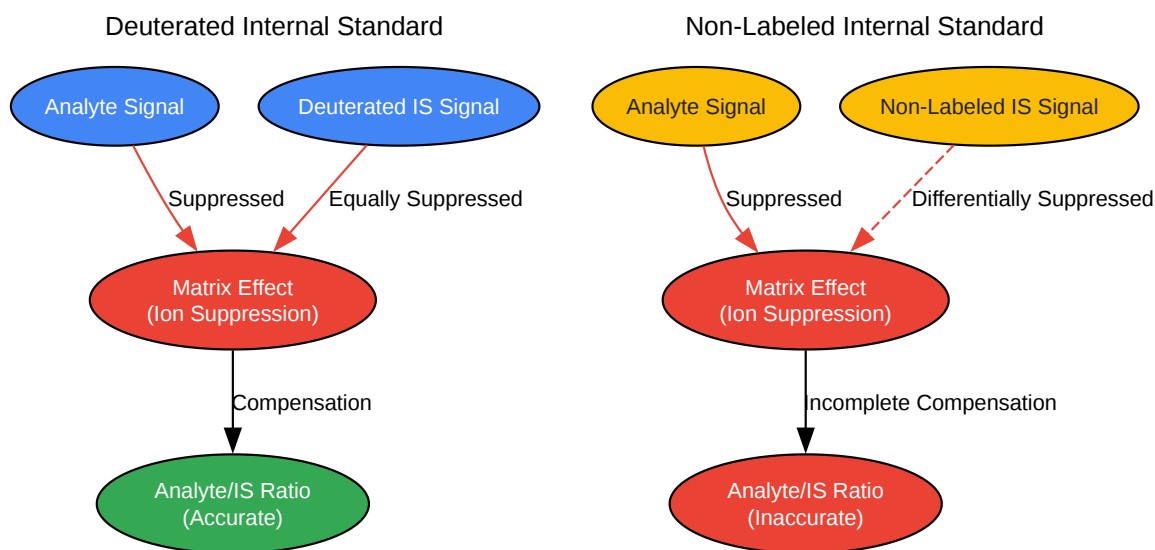 Deuterated Internal Standard
Analyte Signal
Deuterated IS Signal
Suppressed
Equally Suppressed
Matrix Effect
(Ion Suppression)
Compensation
Analyte/IS Ratio
(Accurate)
Non-Labeled Internal Standard
Analyte Signal
Non-Labeled IS Signal
Suppressed
Differentially Suppressed
Matrix Effect
(Ion Suppression)
Incomplete Compensation
Analyte/IS Ratio
(Inaccurate)